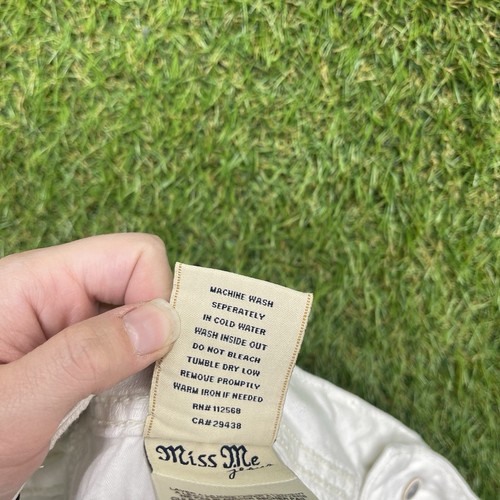 MACHINE WASH
SEPERATELY
IN COLD WATER
WASH INSIDE OUT
DO NOT BLEACH
TUMBLE DRY LOW
REMOVE PROMPTLY
WARM IRON IF NEEDED
RN# 112568
CA# 29438
Miss Me
jeans